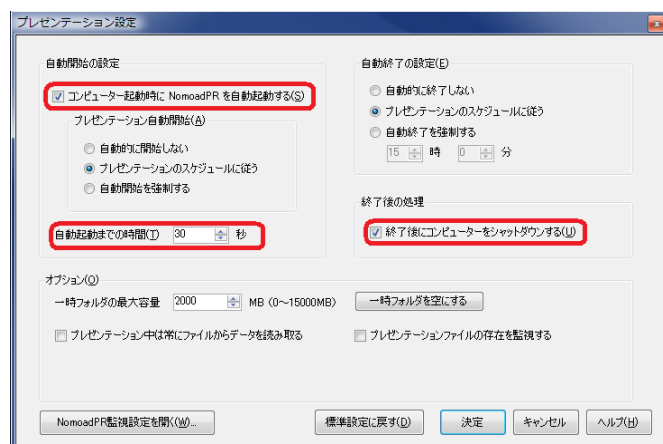 プレゼンテーション設定
自動開始の設定
コンピューター起動時に NomoadPR を自動起動する(S)
プレゼンテーション自動開始(A)
自動的に開始しない
プレゼンテーションのスケジュールに従う
自動開始を強制する
自動起動までの時間(T) 30 秒
自動終了の設定(E)
自動的に終了しない
プレゼンテーションのスケジュールに従う
自動終了を強制する
15 時 0 分
終了後の処理
終了後にコンピューターをシャットダウンする(U)
オプション(O)
一時フォルダの最大容量 2000 MB (0～15000MB) 一時フォルダを空にする
プレゼンテーション中は常にファイルからデータを読み取る プレゼンテーションファイルの存在を監視する
NomoadPR監視設定を開く(W)... 標準設定に戻す(D) 決定 キャンセル ヘルプ(H)